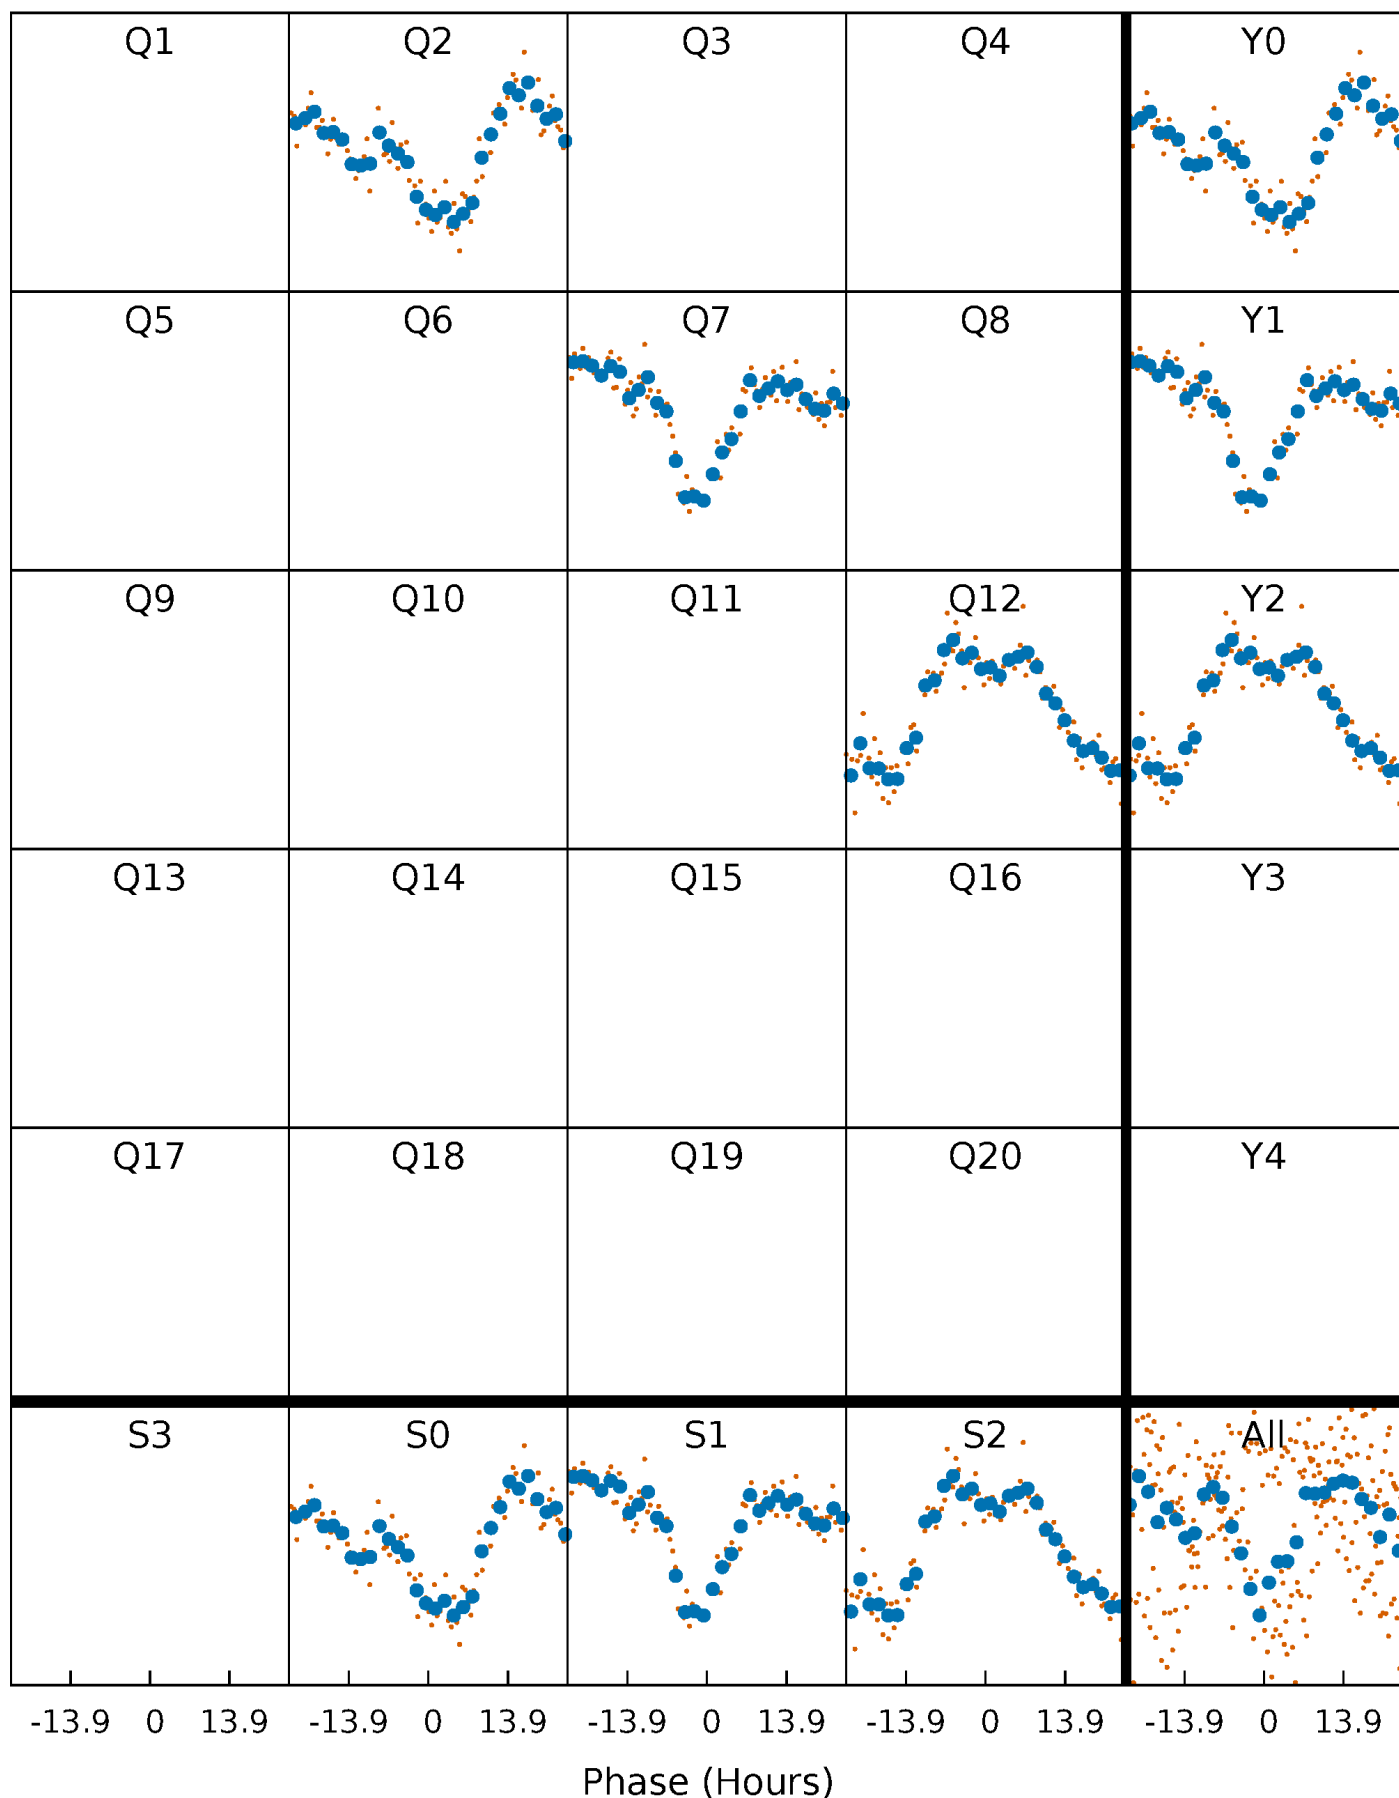 Q1 Q2 Q3 Q4 Y0
Q5 Q6 Q7 Q8 Y1
Q9 Q10 Q11 Q12 Y2
Q13 Q14 Q15 Q16 Y3
Q17 Q18 Q19 Q20 Y4
S3 S0 S1 S2 All
-13.9 0 13.9 -13.9 0 13.9 -13.9 0 13.9 -13.9 0 13.9 -13.9 0 13.9
Phase (Hours)